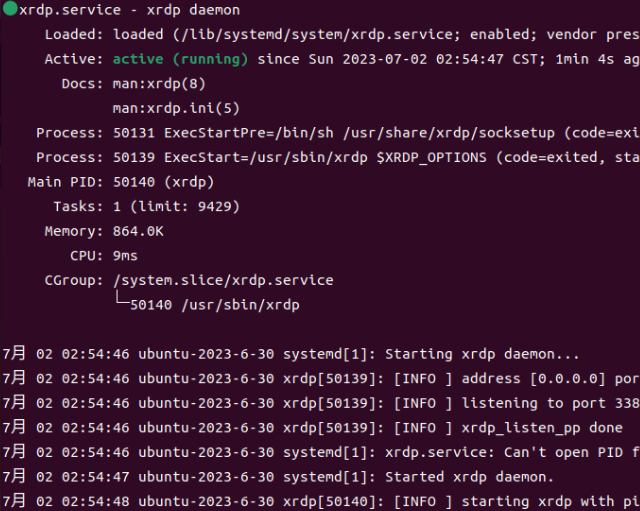 xrdp.service - xrdp daemon
Loaded: loaded (/lib/systemd/system/xrdp.service; enabled; vendor pres
Active: active (running) since Sun 2023-07-02 02:54:47 CST; 1min 4s ag
Docs: man:xrdp(8)
man:xrdp.ini(5)
Process: 50131 ExecStartPre=/bin/sh /usr/share/xrdp/socksetup (code=exi
Process: 50139 ExecStart=/usr/sbin/xrdp $XRDP_OPTIONS (code=exited, sta
Main PID: 50140 (xrdp)
Tasks: 1 (limit: 9429)
Memory: 864.0K
CPU: 9ms
CGroup: /system.slice/xrdp.service
└─50140 /usr/sbin/xrdp
7月 02 02:54:46 ubuntu-2023-6-30 systemd[1]: Starting xrdp daemon...
7月 02 02:54:46 ubuntu-2023-6-30 xrdp[50139]: [INFO ] address [0.0.0.0] por
7月 02 02:54:46 ubuntu-2023-6-30 xrdp[50139]: [INFO ] listening to port 338
7月 02 02:54:46 ubuntu-2023-6-30 xrdp[50139]: [INFO ] xrdp_listen_pp done
7月 02 02:54:46 ubuntu-2023-6-30 systemd[1]: xrdp.service: Can't open PID f
7月 02 02:54:47 ubuntu-2023-6-30 systemd[1]: Started xrdp daemon.
7月 02 02:54:48 ubuntu-2023-6-30 xrdp[50140]: [INFO ] starting xrdp with pi